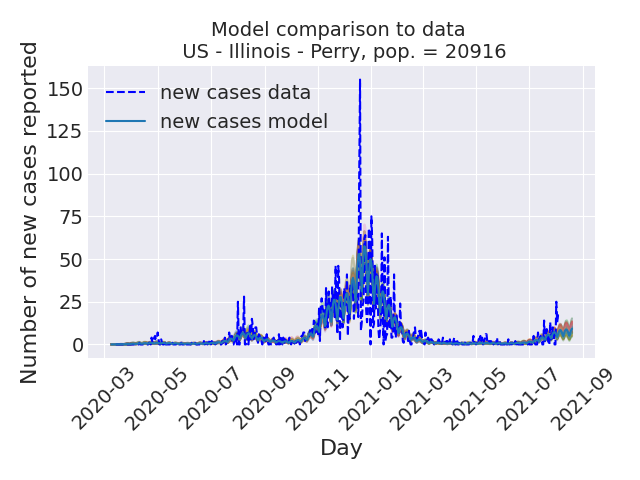 Model comparison to data
US - Illinois - Perry, pop. = 20916
Number of new cases reported
150
125
100
75
50
25
0
new cases data
new cases model
2020-03
2020-05
2020-07
2020-09
2020-11
2021-01
2021-03
2021-05
2021-07
2021-09
Day